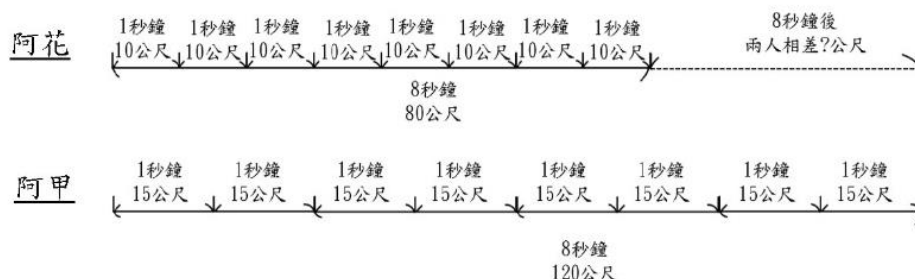 1秒鐘 1秒鐘 1秒鐘 1秒鐘 1秒鐘 1秒鐘 1秒鐘 1秒鐘 8秒鐘後
阿花 10公尺 10公尺 10公尺 10公尺 10公尺 10公尺 10公尺 10公尺 兩人相差?公尺
8秒鐘
80公尺
1秒鐘 1秒鐘 1秒鐘 1秒鐘 1秒鐘 1秒鐘 1秒鐘 1秒鐘
阿甲 15公尺 15公尺 15公尺 15公尺 15公尺 15公尺 15公尺 15公尺
8秒鐘
120公尺